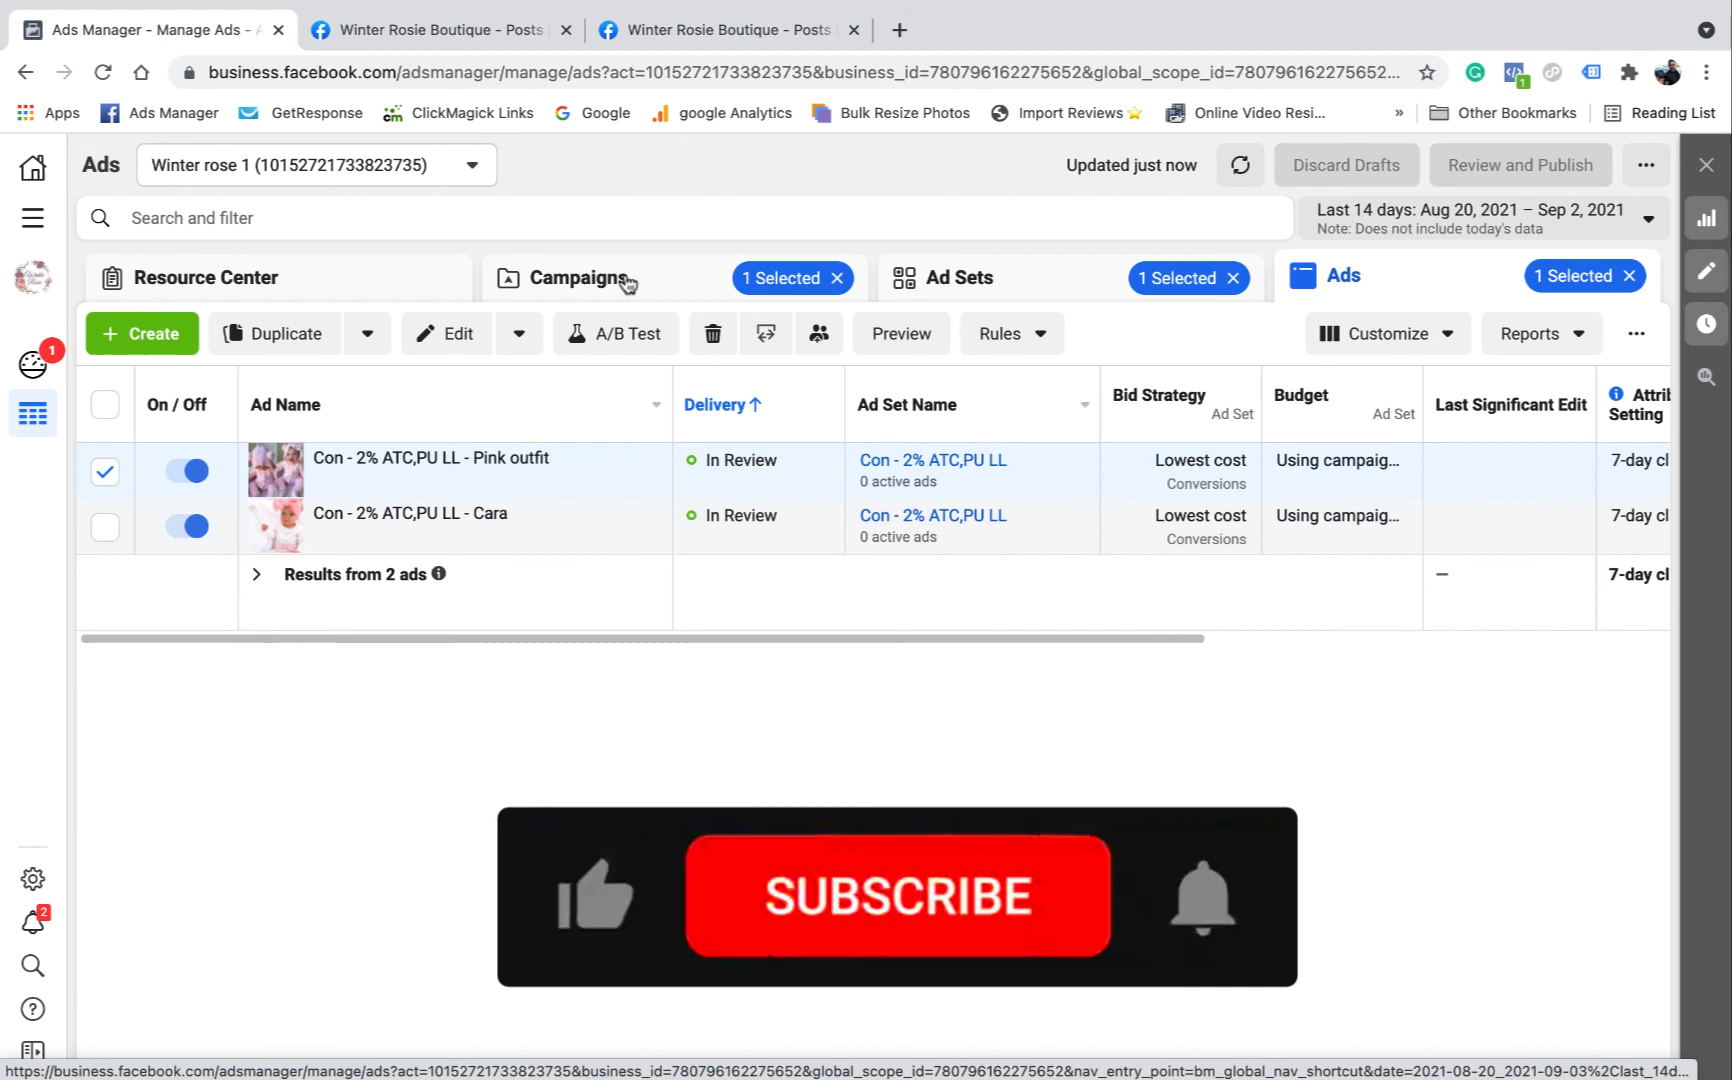 Ads Manager - Manage Ads - A
Winter Rosie Boutique - Posts
Winter Rosie Boutique - Posts
business.facebook.com/adsmanager/manage/ads?act=10152721733823735&business_id=780796162275652&global_scope_id=780796162275652...
1
Apps
Ads Manager
GetResponse
ClickMagick Links
Google
google Analytics
Bulk Resize Photos
Import Reviews
Online Video Resi...
»
Other Bookmarks
Reading List
Ads
Winter rose 1 (10152721733823735)
Updated just now
Discard Drafts
Review and Publish
Search and filter
Last 14 days: Aug 20, 2021 – Sep 2, 2021
Note: Does not include today's data
Resource Center
Campaigns
1 Selected
Ad Sets
1 Selected
Ads
1 Selected
+ Create
Duplicate
Edit
A/B Test
Preview
Rules
Customize
Reports
1
On / Off
Ad Name
Delivery ↑
Ad Set Name
Bid Strategy
Ad Set
Budget
Ad Set
Last Significant Edit
Attrib
Setting
Con - 2% ATC,PU LL - Pink outfit
In Review
Con - 2% ATC,PU LL
0 active ads
Lowest cost
Conversions
Using campaig...
7-day cl
Con - 2% ATC,PU LL - Cara
In Review
Con - 2% ATC,PU LL
0 active ads
Lowest cost
Conversions
Using campaig...
7-day cl
Results from 2 ads
—
7-day cl
SUBSCRIBE
2
https://business.facebook.com/adsmanager/manage/ads?act=10152721733823735&business_id=780796162275652&global_scope_id=780796162275652&nav_entry_point=bm_global_nav_shortcut&date=2021-08-20_2021-09-03%2Clast_14d...